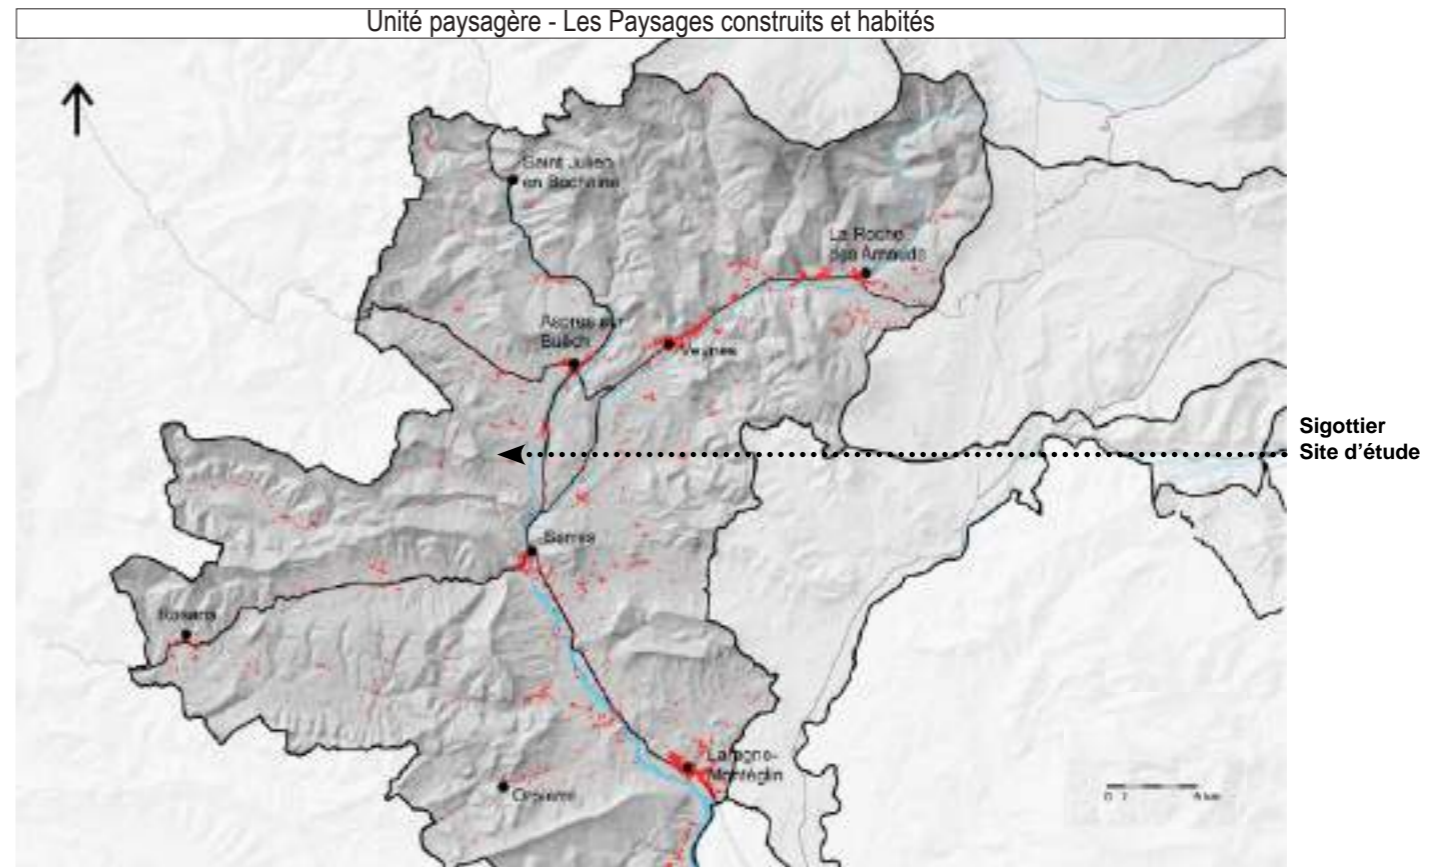 Unité paysagère - Les Paysages construits et habités
Saint Julien
en Bochaine
La Roche
des Arnauds
Aspres sur
Buëch
Veynes
Sigottier
Site d'étude
Serres
Rosans
Laragne-
Montéglin
Orpierre